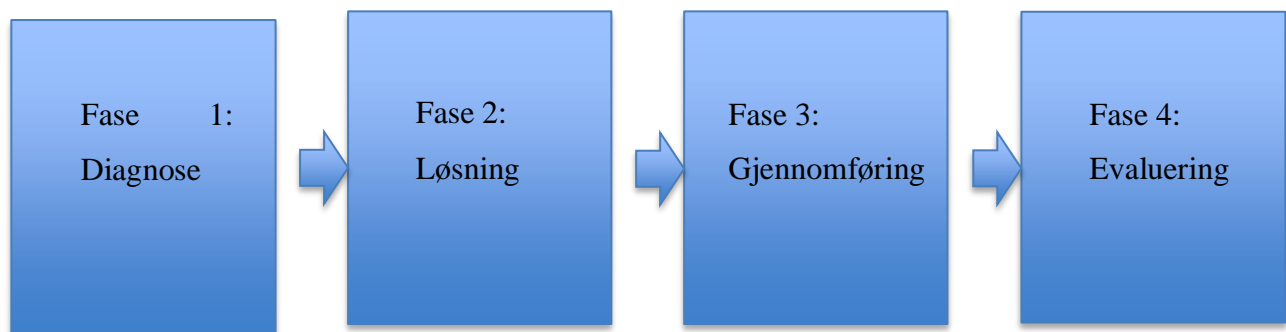 Fase 1:
Diagnose
Fase 2:
Løsning
Fase 3:
Gjennomføring
Fase 4:
Evaluering